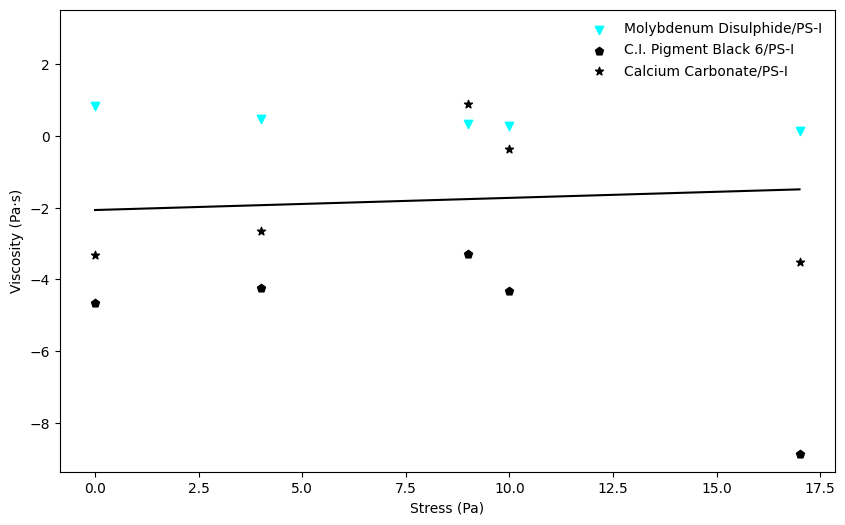 Molybdenum Disulphide/PS-I
C.I. Pigment Black 6/PS-I
Calcium Carbonate/PS-I
2
0
−2
−4
−6
−8
Viscosity (Pa·s)
0.0 2.5 5.0 7.5 10.0 12.5 15.0 17.5
Stress (Pa)